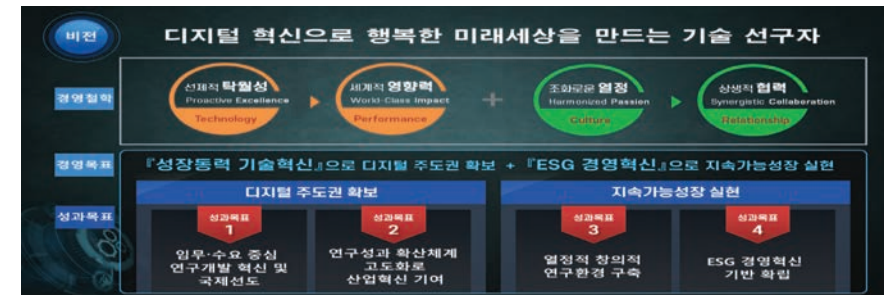 비전
디지털 혁신으로 행복한 미래세상을 만드는 기술 선구자
경영철학
선제적 탁월성
Proactive Excellence
Technology
세계적 영향력
World-Class Impact
Performance
+
조화로운 열정
Harmonized Passion
Culture
상생적 협력
Synergistic Collaboration
Relationship
경영목표
『성장동력 기술혁신』으로 디지털 주도권 확보 + 『ESG 경영혁신』으로 지속가능성장 실현
성과목표
디지털 주도권 확보
지속가능성장 실현
성과목표
1
임무·수요 중심
연구개발 혁신 및
국제선도
성과목표
2
연구성과 확산체계
고도화로
산업혁신 기여
성과목표
3
열정적 창의적
연구환경 구축
성과목표
4
ESG 경영혁신
기반 확립